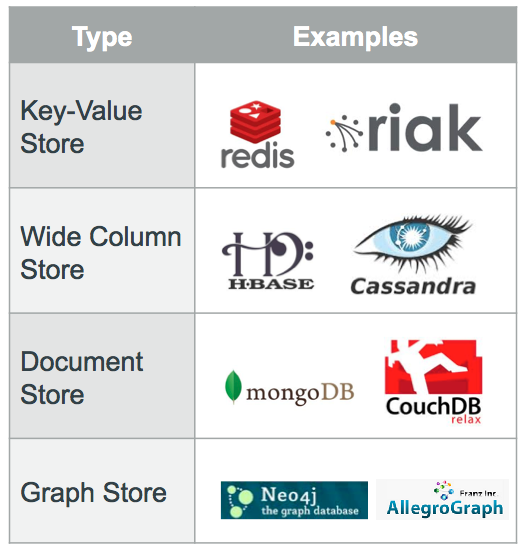 Type Examples
Key-Value
Store
redis
riak
Wide Column
Store
HBASE
Cassandra
Document
Store
mongoDB
CouchDB
relax
Graph Store
Neo4j
the graph database
Franz Inc
AllegroGraph